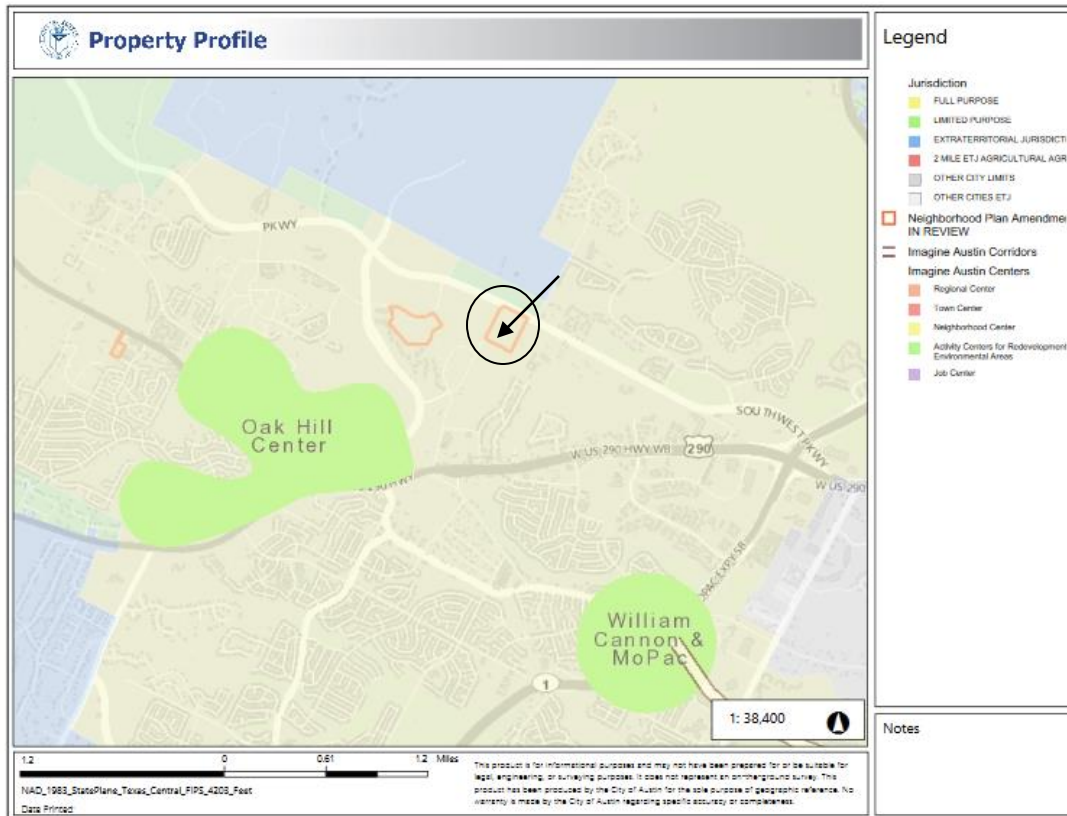 Property Profile
Legend
Jurisdiction
FULL PURPOSE
LIMITED PURPOSE
EXTRATERRITORIAL JURISDICTI
2 MILE ETJ AGRICULTURAL AGR
OTHER CITY LIMITS
OTHER CITIES ETJ
Neighborhood Plan Amendme
IN REVIEW
Imagine Austin Corridors
Imagine Austin Centers
Regional Center
Town Center
Neighborhood Center
Activity Centers for Redevelopment
Environmental Areas
Job Center
PKWY
Oak Hill
Center
SOUTHWEST PKWY
W US 290 HWY WB
290
W US 290
HWY
OPAC EXPY SB
William
Cannon &
MoPac
1
1: 38,400
Notes
1.2 0 0.61 1.2 Miles
NAD_1983_StatePlane_Texas_Central_FIPS_4203_Feet
Date Printed:
This product is for informational purposes and may not have been prepared for or be suitable for
legal, engineering, or surveying purposes. It does not represent an on-the-ground survey. This
product has been produced by the City of Austin for the sole purpose of geographic reference. No
warranty is made by the City of Austin regarding specific accuracy or completeness.